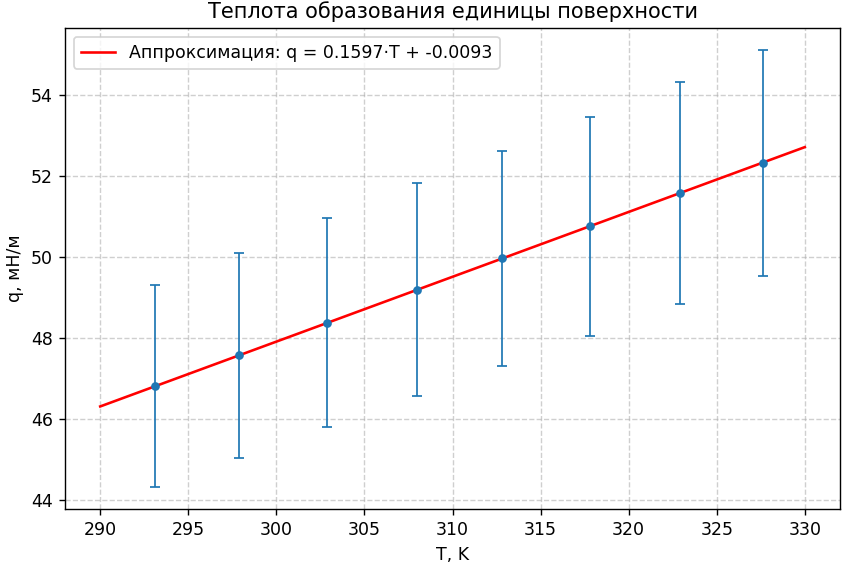 Теплота образования единицы поверхности
Аппроксимация: q = 0.1597·T + -0.0093
q, мН/м
54
52
50
48
46
44
290 295 300 305 310 315 320 325 330
T, K